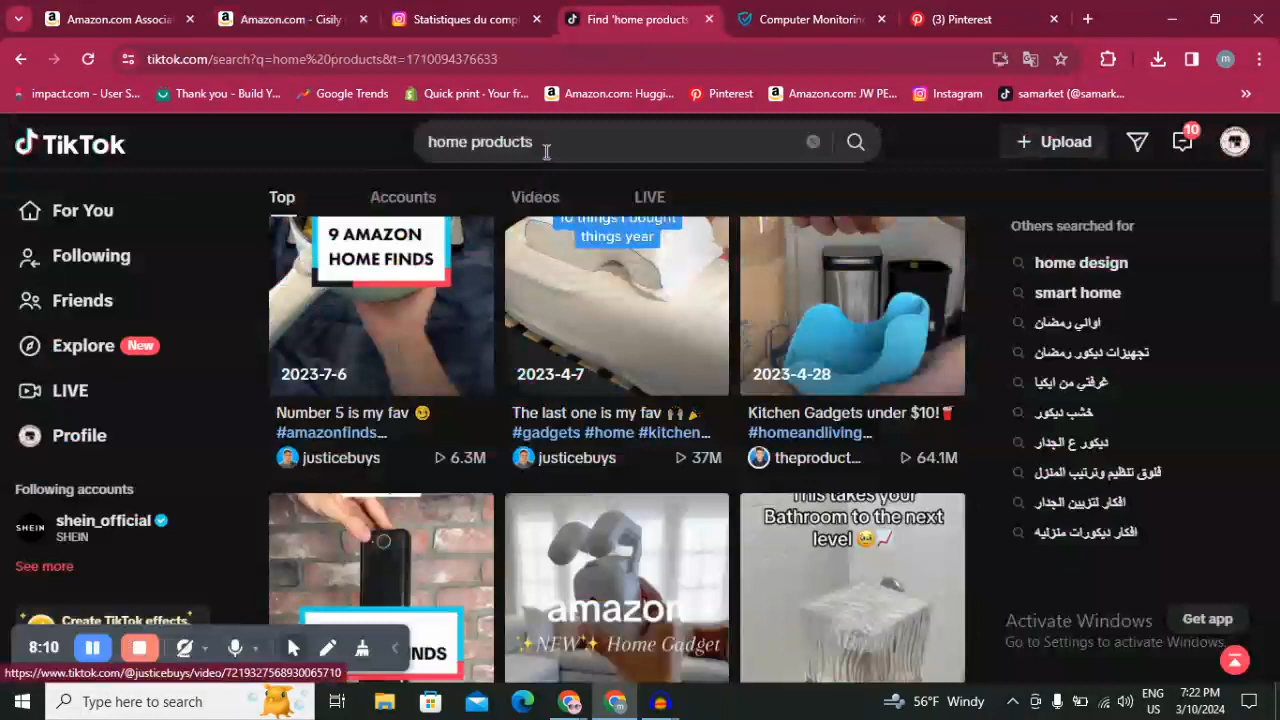 Amazon.com Associat
Amazon.com - Cisily
Statistiques du comp
Find 'home products
Computer Monitoring
(3) Pinterest
tiktok.com/search?q=home%20products&t=1710094376633
m
impact.com - User S...
Thank you - Build Y...
Google Trends
Quick print · Your fr...
Amazon.com: Huggi...
Pinterest
Amazon.com: JW PE...
Instagram
samarket (@samark...
TikTok
home products
Upload
10
Top
Accounts
Videos
LIVE
For You
Following
Friends
Explore New
LIVE
Profile
Following accounts
SHEIN
shein_official
SHEIN
See more
Create TikTok effects,
9 AMAZON
HOME FINDS
2023-7-6
Number 5 is my fav 😏
#amazonfinds...
justicebuys
6.3M
10 things I bought
things year
2023-4-7
The last one is my fav 🙌🎉
#gadgets #home #kitchen...
justicebuys
37M
2023-4-28
Kitchen Gadgets under $10!
#homeandliving...
theproduct...
64.1M
NDS
amazon
✨NEW✨ Home Gadget
This takes your
Bathroom to the next
level 🥹📈
Others searched for
home design
smart home
اواني رمضان
تجهيزات ديكور رمضان
غرفتي من ايكيا
خشب ديكور
ديكور ع الجدار
فلوق تنظيم وترتيب المنزل
افكار لتزيين الجدار
افكار ديكورات منزليه
Activate Windows
Go to Settings to activate Windows.
Get app
8:10
https://www.tiktok.com/@justicebuys/video/7219327568930065710
Type here to search
56°F Windy
ENG
US
7:22 PM
3/10/2024